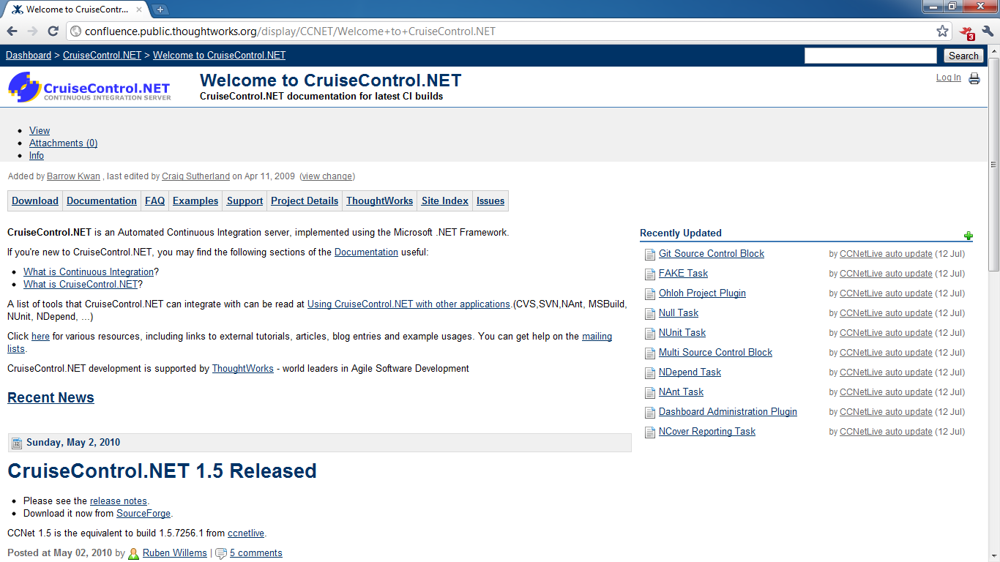 Welcome to CruiseContr...
confluence.public.thoughtworks.org/display/CCNET/Welcome+to+CruiseControl.NET
3
Dashboard > CruiseControl.NET > Welcome to CruiseControl.NET
Search
CruiseControl.NET
CONTINUOUS INTEGRATION SERVER
Welcome to CruiseControl.NET
CruiseControl.NET documentation for latest CI builds
Log In
View
Attachments (0)
Info
Added by Barrow Kwan , last edited by Craig Sutherland on Apr 11, 2009 (view change)
Download Documentation FAQ Examples Support Project Details ThoughtWorks Site Index Issues
CruiseControl.NET is an Automated Continuous Integration server, implemented using the Microsoft .NET Framework.
If you're new to CruiseControl.NET, you may find the following sections of the Documentation useful:
What is Continuous Integration?
What is CruiseControl.NET?
A list of tools that CruiseControl.NET can integrate with can be read at Using CruiseControl.NET with other applications.(CVS,SVN,NAnt, MSBuild,
NUnit, NDepend, ...)
Click here for various resources, including links to external tutorials, articles, blog entries and example usages. You can get help on the mailing
lists.
CruiseControl.NET development is supported by ThoughtWorks - world leaders in Agile Software Development
Recent News
12 Sunday, May 2, 2010
CruiseControl.NET 1.5 Released
Please see the release notes.
Download it now from SourceForge.
CCNet 1.5 is the equivalent to build 1.5.7256.1 from ccnetlive.
Posted at May 02, 2010 by Ruben Willems | 5 comments
Recently Updated
Git Source Control Block by CCNetLive auto update (12 Jul)
FAKE Task by CCNetLive auto update (12 Jul)
Ohloh Project Plugin by CCNetLive auto update (12 Jul)
Null Task by CCNetLive auto update (12 Jul)
NUnit Task by CCNetLive auto update (12 Jul)
Multi Source Control Block by CCNetLive auto update (12 Jul)
NDepend Task by CCNetLive auto update (12 Jul)
NAnt Task by CCNetLive auto update (12 Jul)
Dashboard Administration Plugin by CCNetLive auto update (12 Jul)
NCover Reporting Task by CCNetLive auto update (12 Jul)